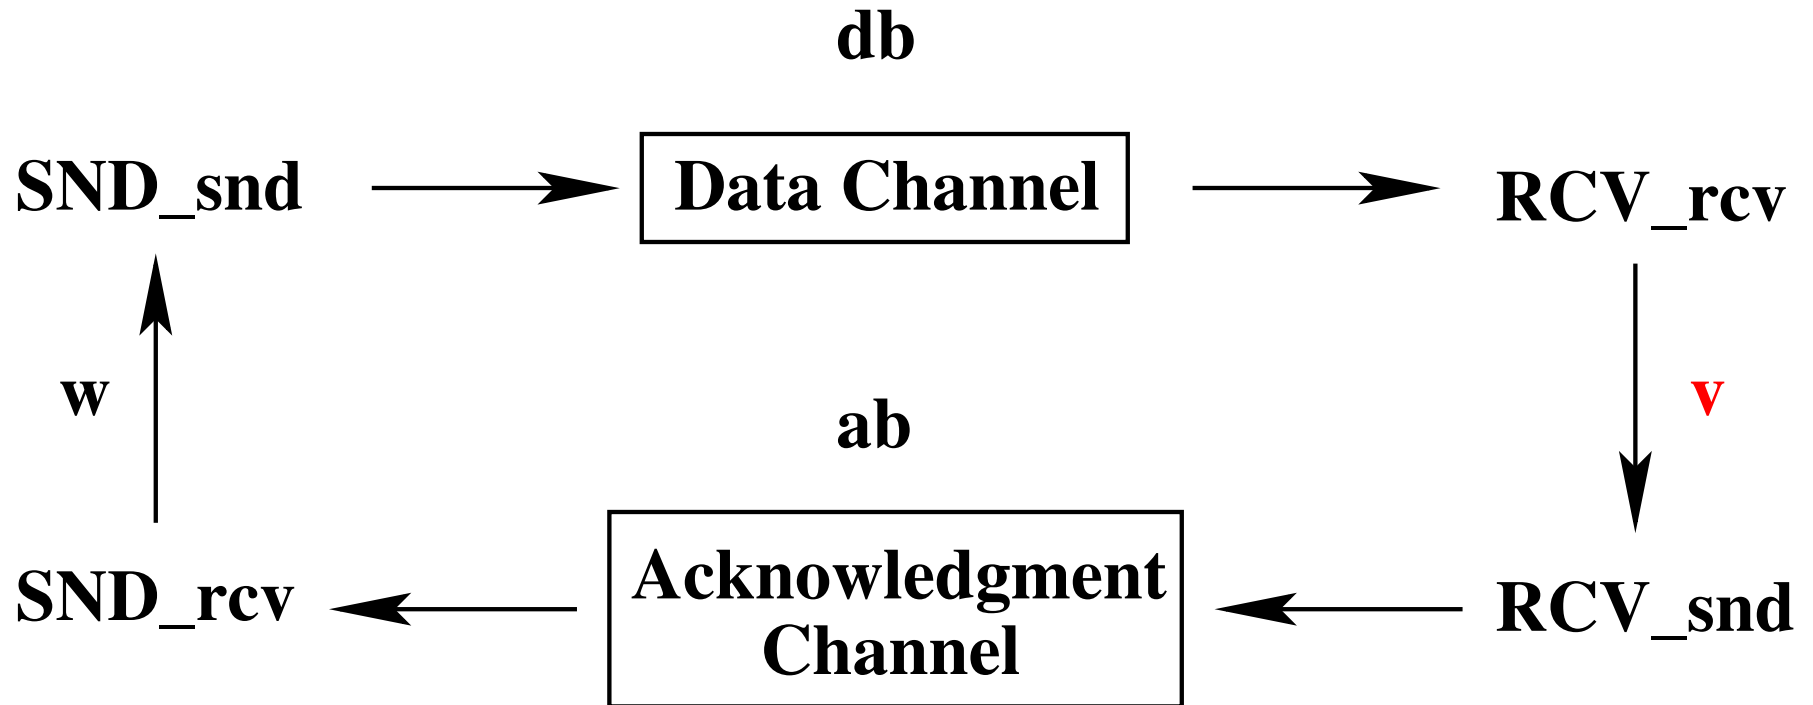 db
SND_snd
Data Channel
RCV_rcv
w
v
ab
SND_rcv
Acknowledgment
Channel
RCV_snd